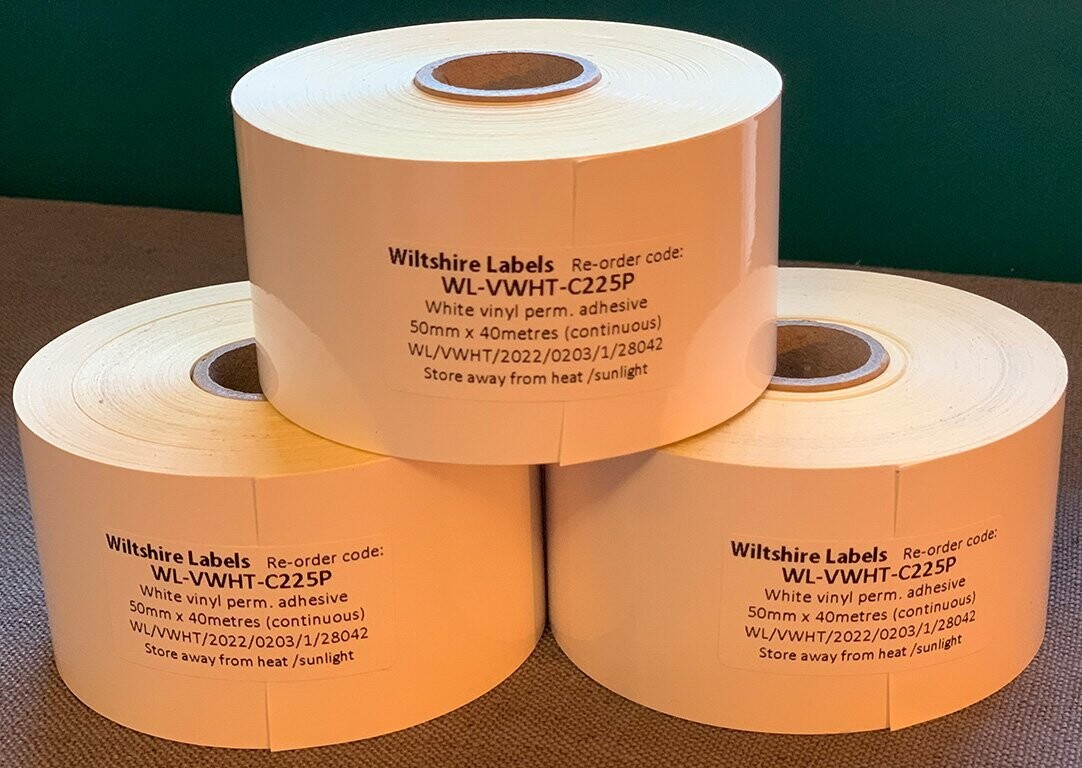 Wiltshire Labels Re-order code:
WL-VWHT-C225P
White vinyl perm. adhesive
50mm x 40metres (continuous)
WL/VWHT/2022/0203/1/28042
Store away from heat /sunlight
Wiltshire Labels Re-order code:
WL-VWHT-C225P
White vinyl perm. adhesive
50mm x 40metres (continuous)
WL/VWHT/2022/0203/1/28042
Store away from heat /sunlight
Wiltshire Labels Re-order code:
WL-VWHT-C225P
White vinyl perm. adhesive
50mm x 40metres (continuous)
WL/VWHT/2022/0203/1/28042
Store away from heat /sunlight